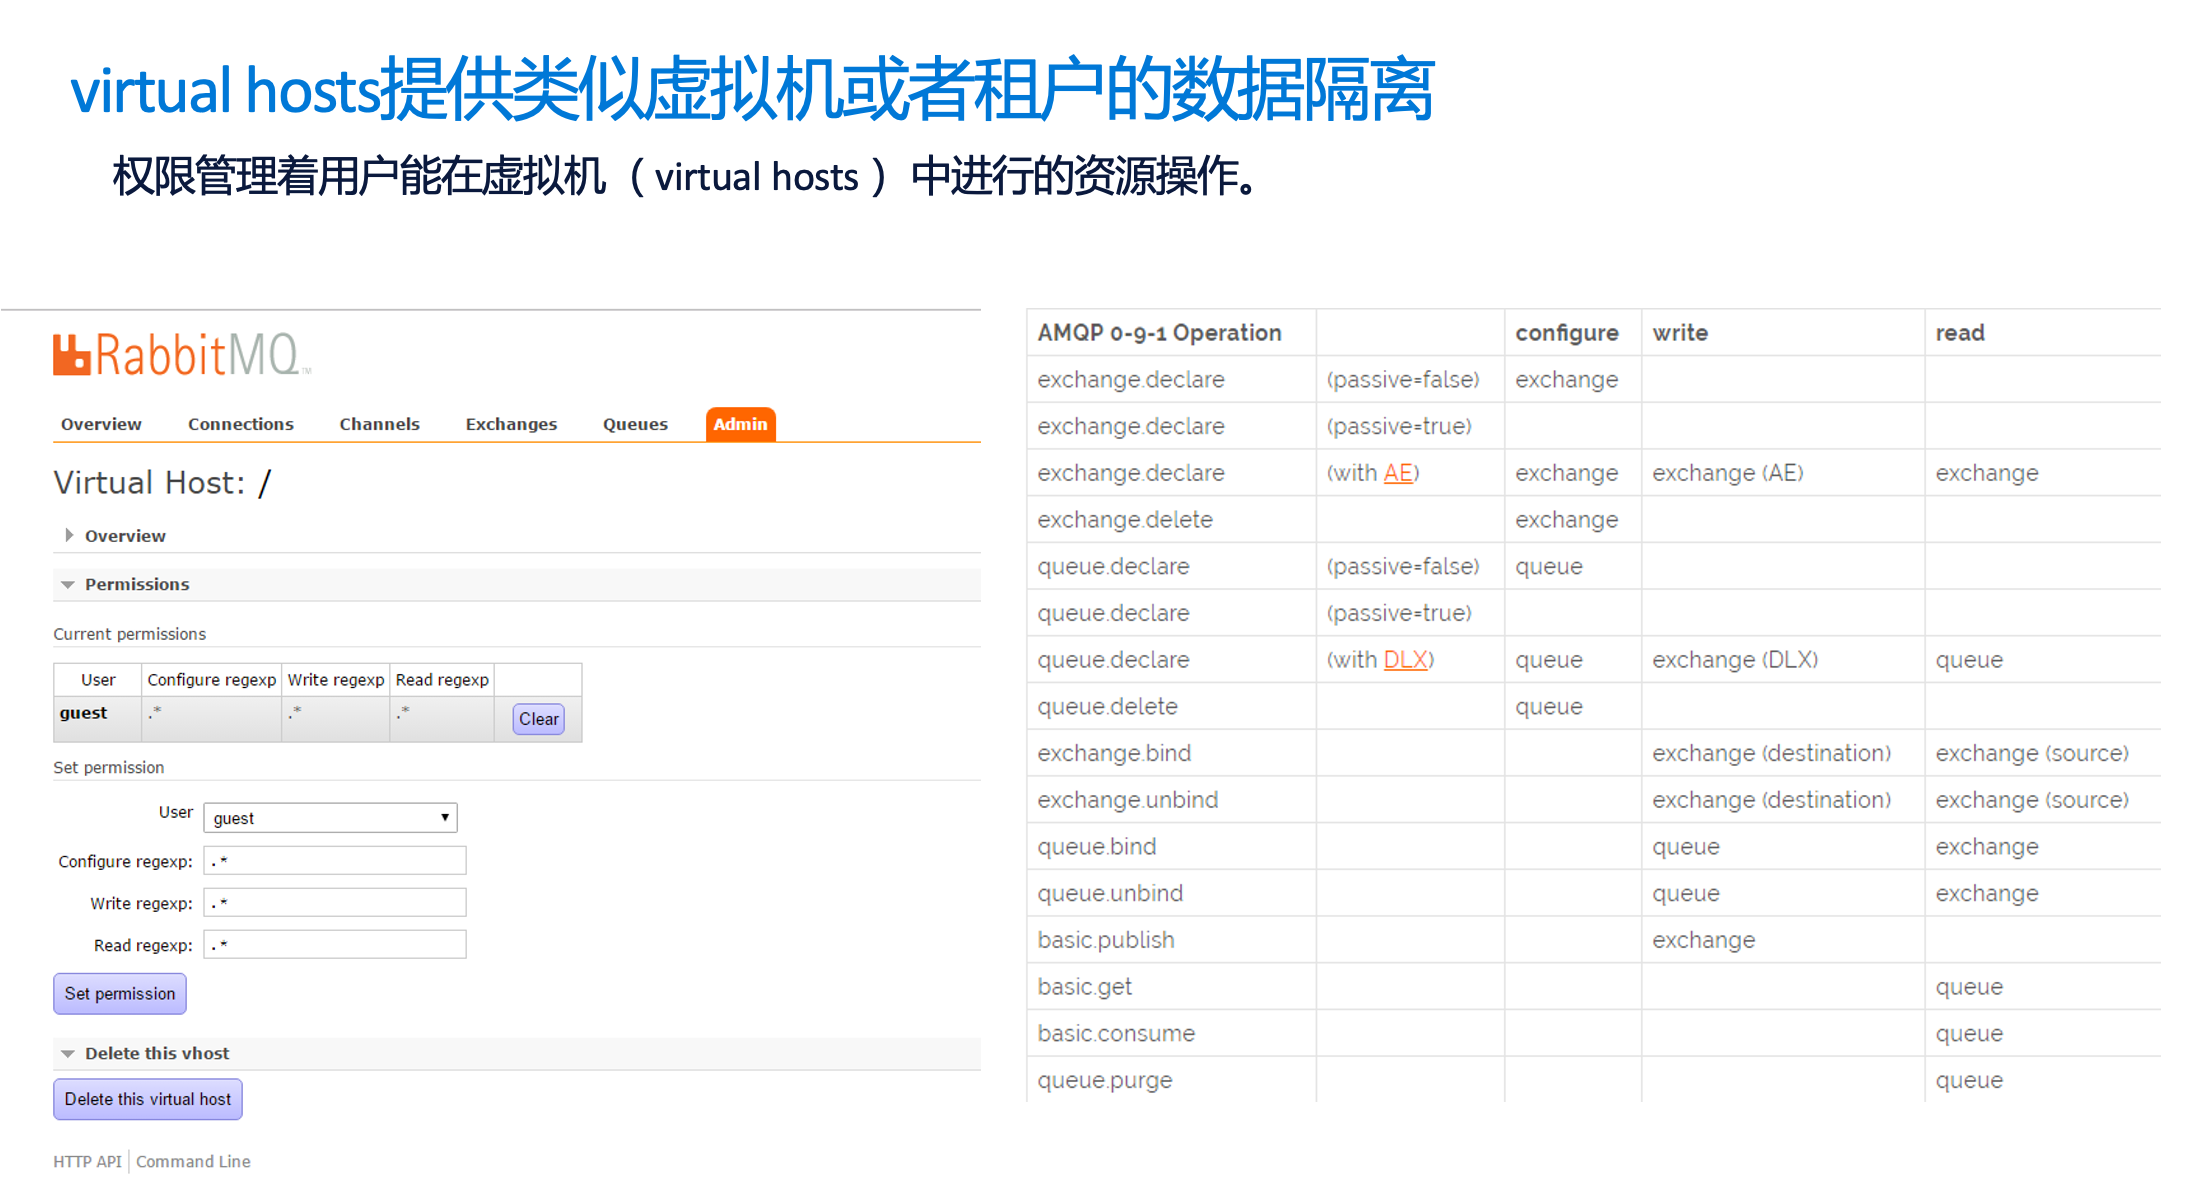 virtual hosts提供类似虚拟机或者租户的数据隔离
权限管理着用户能在虚拟机（virtual hosts）中进行的资源操作。
RabbitMQ™
Overview Connections Channels Exchanges Queues Admin
Virtual Host: /
Overview
Permissions
Current permissions
User Configure regexp Write regexp Read regexp
guest .* .* .* Clear
Set permission
User guest
Configure regexp: .*
Write regexp: .*
Read regexp: .*
Set permission
Delete this vhost
Delete this virtual host
HTTP API Command Line
AMQP 0-9-1 Operation configure write read
exchange.declare (passive=false) exchange
exchange.declare (passive=true)
exchange.declare (with AE) exchange exchange (AE) exchange
exchange.delete exchange
queue.declare (passive=false) queue
queue.declare (passive=true)
queue.declare (with DLX) queue exchange (DLX) queue
queue.delete queue
exchange.bind exchange (destination) exchange (source)
exchange.unbind exchange (destination) exchange (source)
queue.bind queue exchange
queue.unbind queue exchange
basic.publish exchange
basic.get queue
basic.consume queue
queue.purge queue